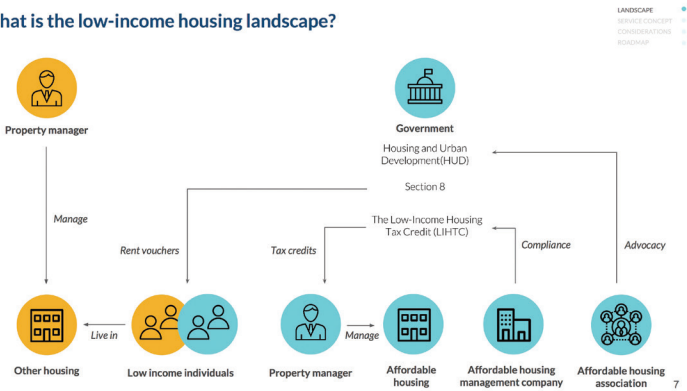 hat is the low-income housing landscape?
LANDSCAPE
SERVICE CONCEPT
CONSIDERATIONS
ROADMAP
Property manager
Government
Housing and Urban
Development(HUD)
Section 8
The Low-Income Housing
Tax Credit (LIHTC)
Manage
Rent vouchers
Tax credits
Compliance
Advocacy
Live in
Manage
Other housing
Low income individuals
Property manager
Affordable
housing
Affordable housing
management company
Affordable housing
association
7